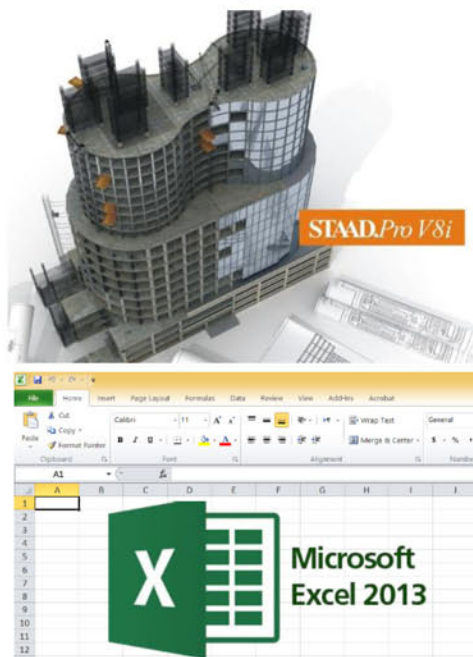 STAAD.Pro V8i
File Home Insert Page Layout Formulas Data Review View Add-Ins Acrobat
Cut
Calibri 11 A A Wrap Text General
Copy
Paste
Format Painter B I U A Merge & Center $ %
Clipboard Font Alignment Number
A1 fx
A B C D E F G H I J
1
2
3
4
5
6
7
8
9
10
11
12
X
Microsoft
Excel 2013